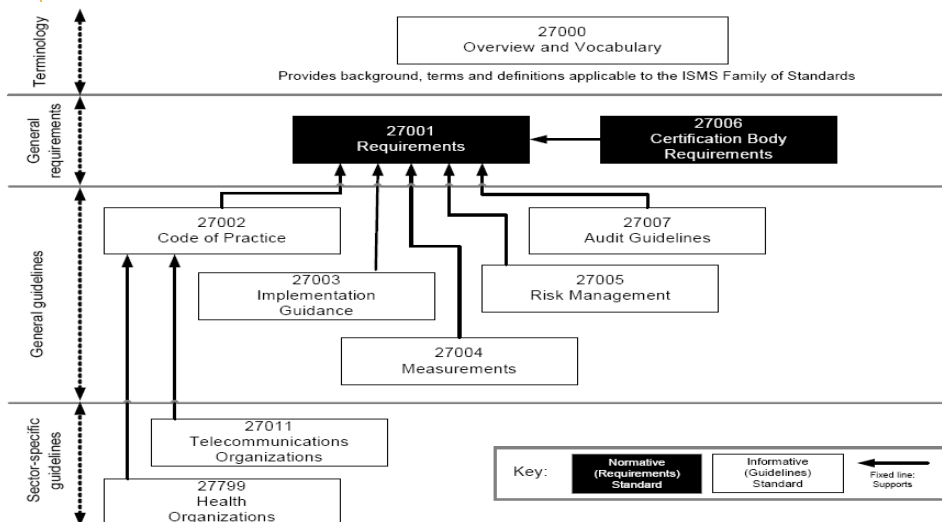 Terminology
27000
Overview and Vocabulary
Provides background, terms and definitions applicable to the ISMS Family of Standards
General
requirements
27001
Requirements
27006
Certification Body
Requirements
General guidelines
27002
Code of Practice
27007
Audit Guidelines
27003
Implementation
Guidance
27005
Risk Management
27004
Measurements
Sector-specific
guidelines
27011
Telecommunications
Organizations
27799
Health
Organizations
Key:
Normative
(Requirements)
Standard
Informative
(Guidelines)
Standard
Fixed line:
Supports